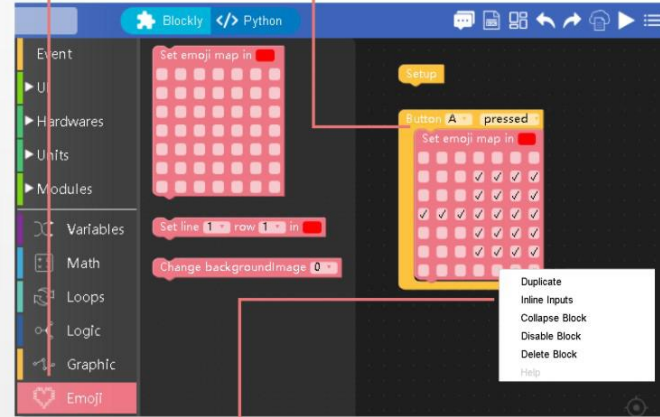 Blockly </> Python
Event
UI
Hardwares
Units
Modules
Variables
Math
Loops
Logic
Graphic
Emoji
Set emoji map in
Set line 1 row 1 in
Change backgroundImage 0
Setup
Button A pressed
Set emoji map in
Duplicate
Inline Inputs
Collapse Block
Disable Block
Delete Block
Help